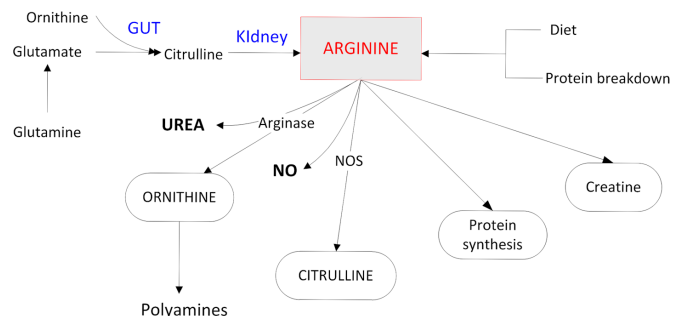 Ornithine
GUT
KIdney
Glutamate
Citrulline
ARGININE
Diet
Protein breakdown
Glutamine
UREA
Arginase
NO
NOS
ORNITHINE
Creatine
Protein
synthesis
CITRULLINE
Polyamines